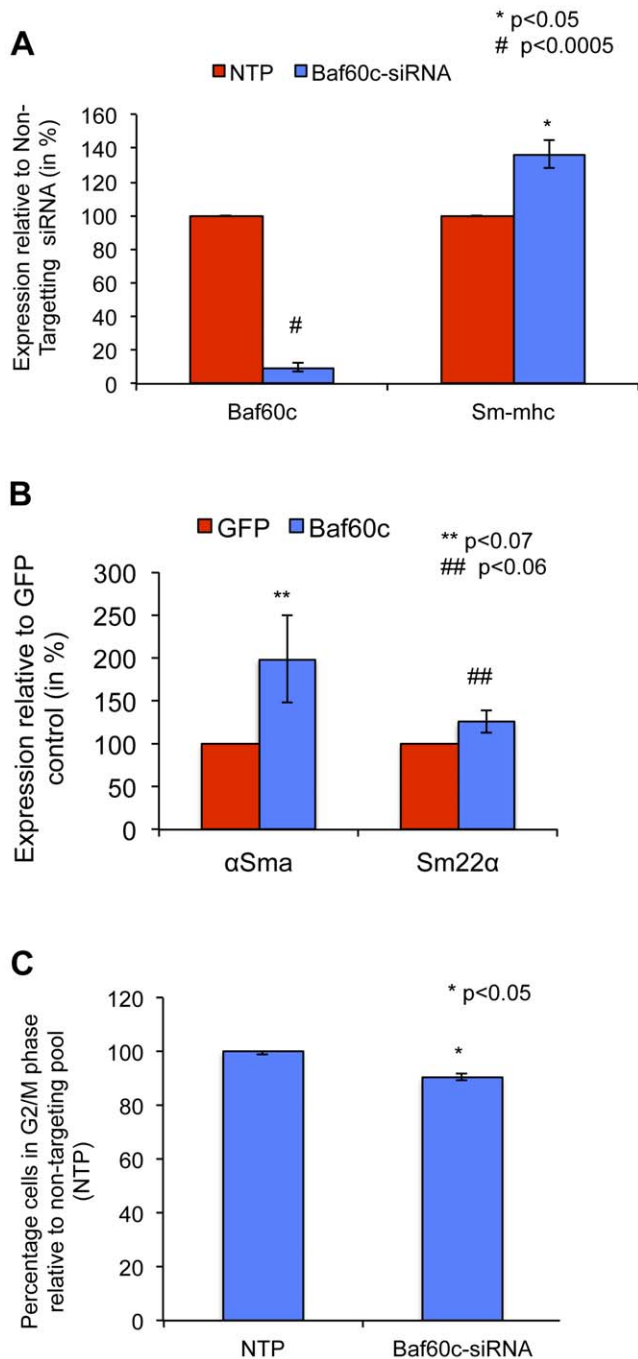 A
* p<0.05
# p<0.0005
NTP Baf60c-siRNA
Expression relative to Non-
Targetting siRNA (in %)
160
140
120
100
80
60
40
20
0
*
#
Baf60c Sm-mhc
B
GFP Baf60c
** p<0.07
## p<0.06
Expression relative to GFP
control (in %)
300
250
200
150
100
50
0
**
##
αSma Sm22α
C
* p<0.05
Percentage cells in G2/M phase
relative to non-targeting pool
(NTP)
120
100
80
60
40
20
0
*
NTP Baf60c-siRNA